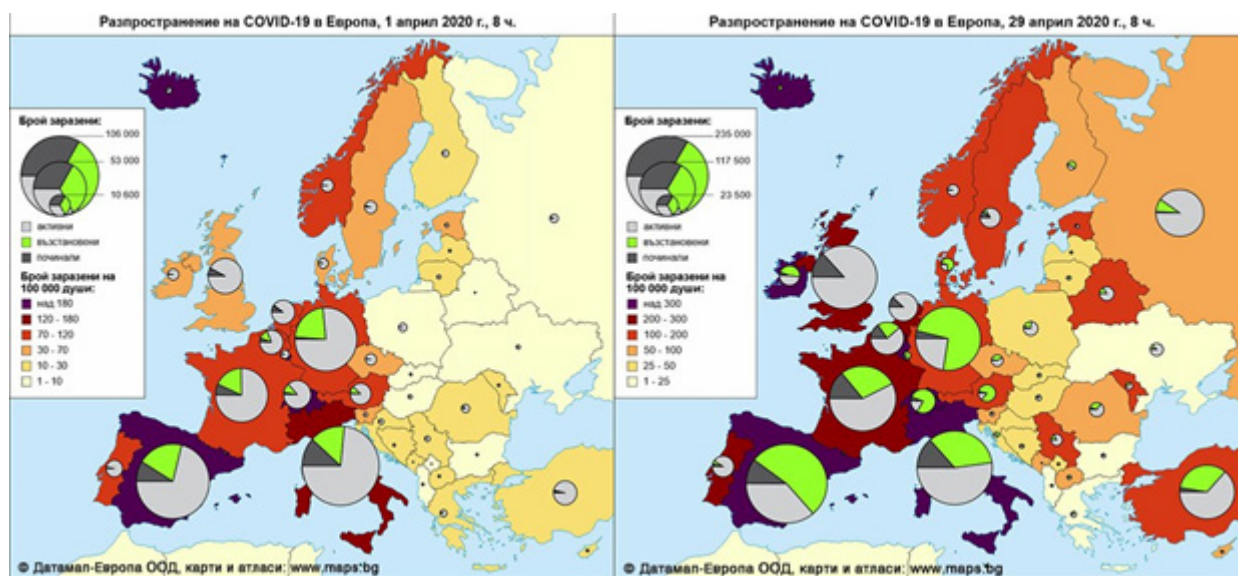 Разпространение на COVID-19 в Европа, 1 април 2020 г., 8 ч.
Брой заразени:
106 000
53 000
10 600
активни
възстановени
починали
Брой заразени на
100 000 души:
над 180
120 - 180
70 - 120
30 - 70
10 - 30
1 - 10
© Датамап-Европа ООД, карти и атласи: www.maps.bg
Разпространение на COVID-19 в Европа, 29 април 2020 г., 8 ч.
Брой заразени:
235 000
117 500
23 500
активни
възстановени
починали
Брой заразени на
100 000 души:
над 300
200 - 300
100 - 200
50 - 100
25 - 50
1 - 25
© Датамап-Европа ООД, карти и атласи: www.maps.bg